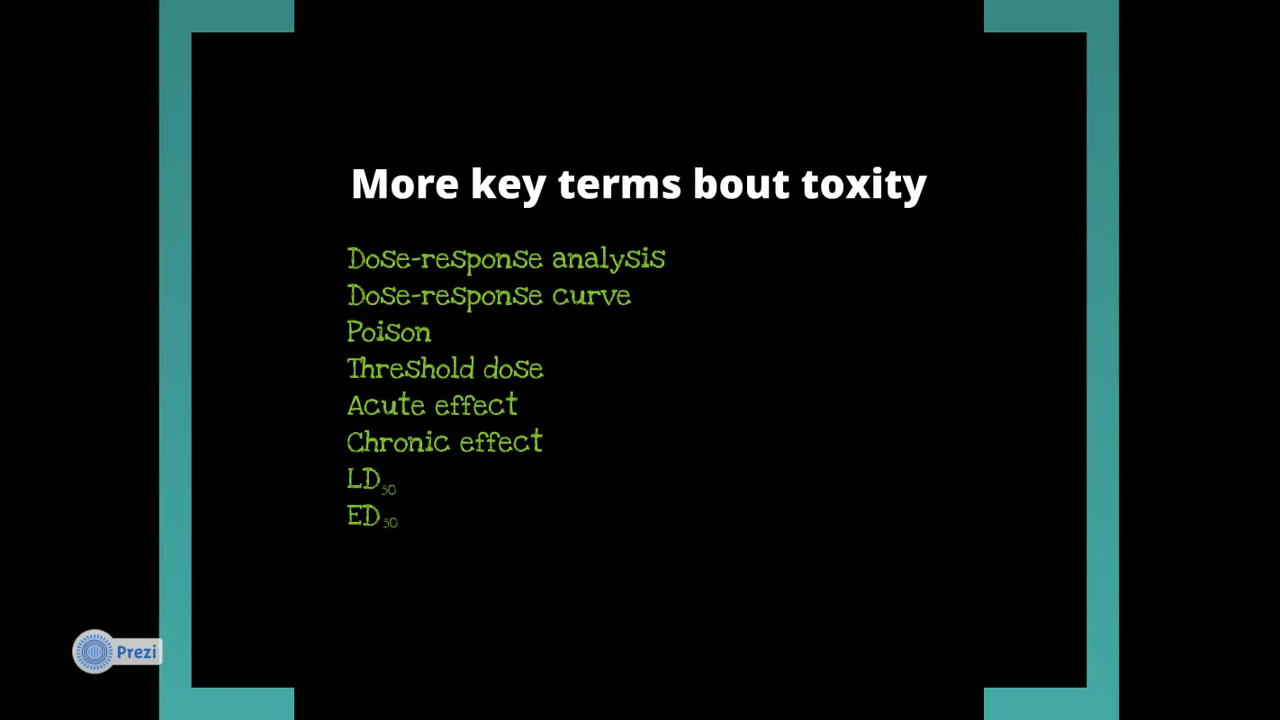 More key terms bout toxity
Dose-response analysis
Dose-response curve
Poison
Threshold dose
Acute effect
Chronic effect
LD₅₀
ED₅₀
Prezi